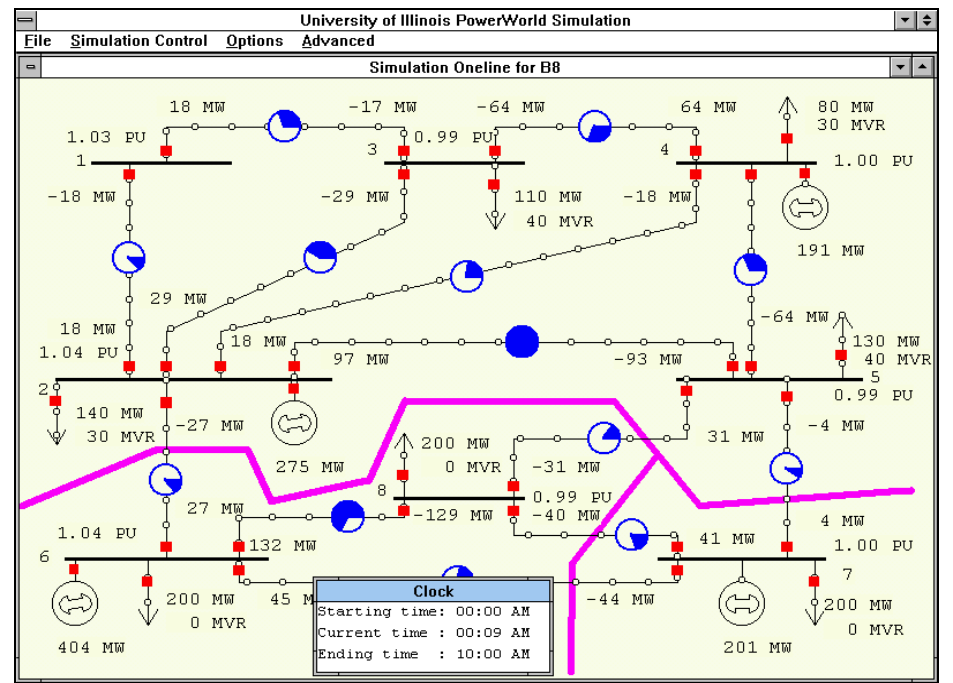 University of Illinois PowerWorld Simulation
File Simulation Control Options Advanced
Simulation Oneline for B8
18 MW
-17 MW
-64 MW
64 MW
80 MW
30 MVR
1.03 PU
0.99 PU
1
3
4
1.00 PU
-18 MW
-29 MW
110 MW
40 MVR
-18 MW
191 MW
29 MW
18 MW
18 MW
-64 MW
1.04 PU
97 MW
-93 MW
130 MW
40 MVR
2
5
0.99 PU
140 MW
30 MVR
-27 MW
275 MW
200 MW
0 MVR
31 MW
-4 MW
-31 MW
8
0.99 PU
27 MW
-129 MW
-40 MW
1.04 PU
132 MW
41 MW
4 MW
1.00 PU
6
7
200 MW
0 MVR
45 M
-44 MW
200 MW
0 MVR
404 MW
201 MW
Clock
Starting time: 00:00 AM
Current time : 00:09 AM
Ending time : 10:00 AM